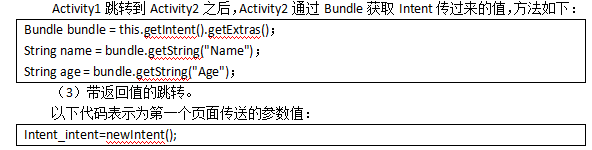 Activity1 跳转到 Activity2 之后,Activity2 通过 Bundle 获取 Intent 传过来的值,方法如下:
Bundle bundle = this.getIntent().getExtras();
String name = bundle.getString("Name");
String age = bundle.getString("Age");
(3)带返回值的跳转。
以下代码表示为第一个页面传送的参数值:
Intent_intent=newIntent();